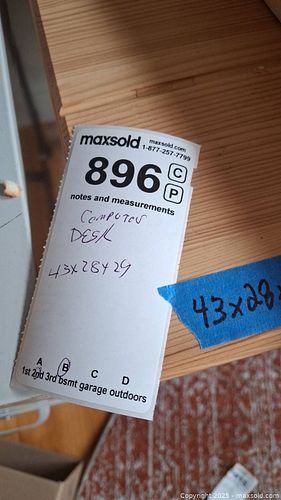 maxsold maxsold.com
1-877-257-7799
896 C
P
notes and measurements
COMPUTER
DESK
43x28x29
43x28
A B C D
1st 2nd 3rd bsmt garage outdoors
Copyright 2025 - maxsold.com